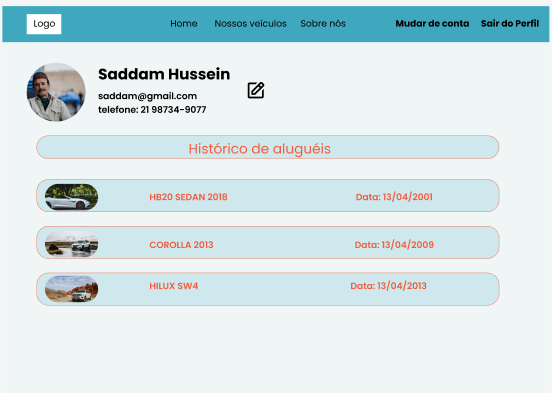 Logo Home Nossos veículos Sobre nós Mudar de conta Sair do Perfil
Saddam Hussein
saddam@gmail.com
telefone: 21 98734-9077
Histórico de aluguéis
HB20 SEDAN 2018 Data: 13/04/2001
COROLLA 2013 Data: 13/04/2009
HILUX SW4 Data: 13/04/2013